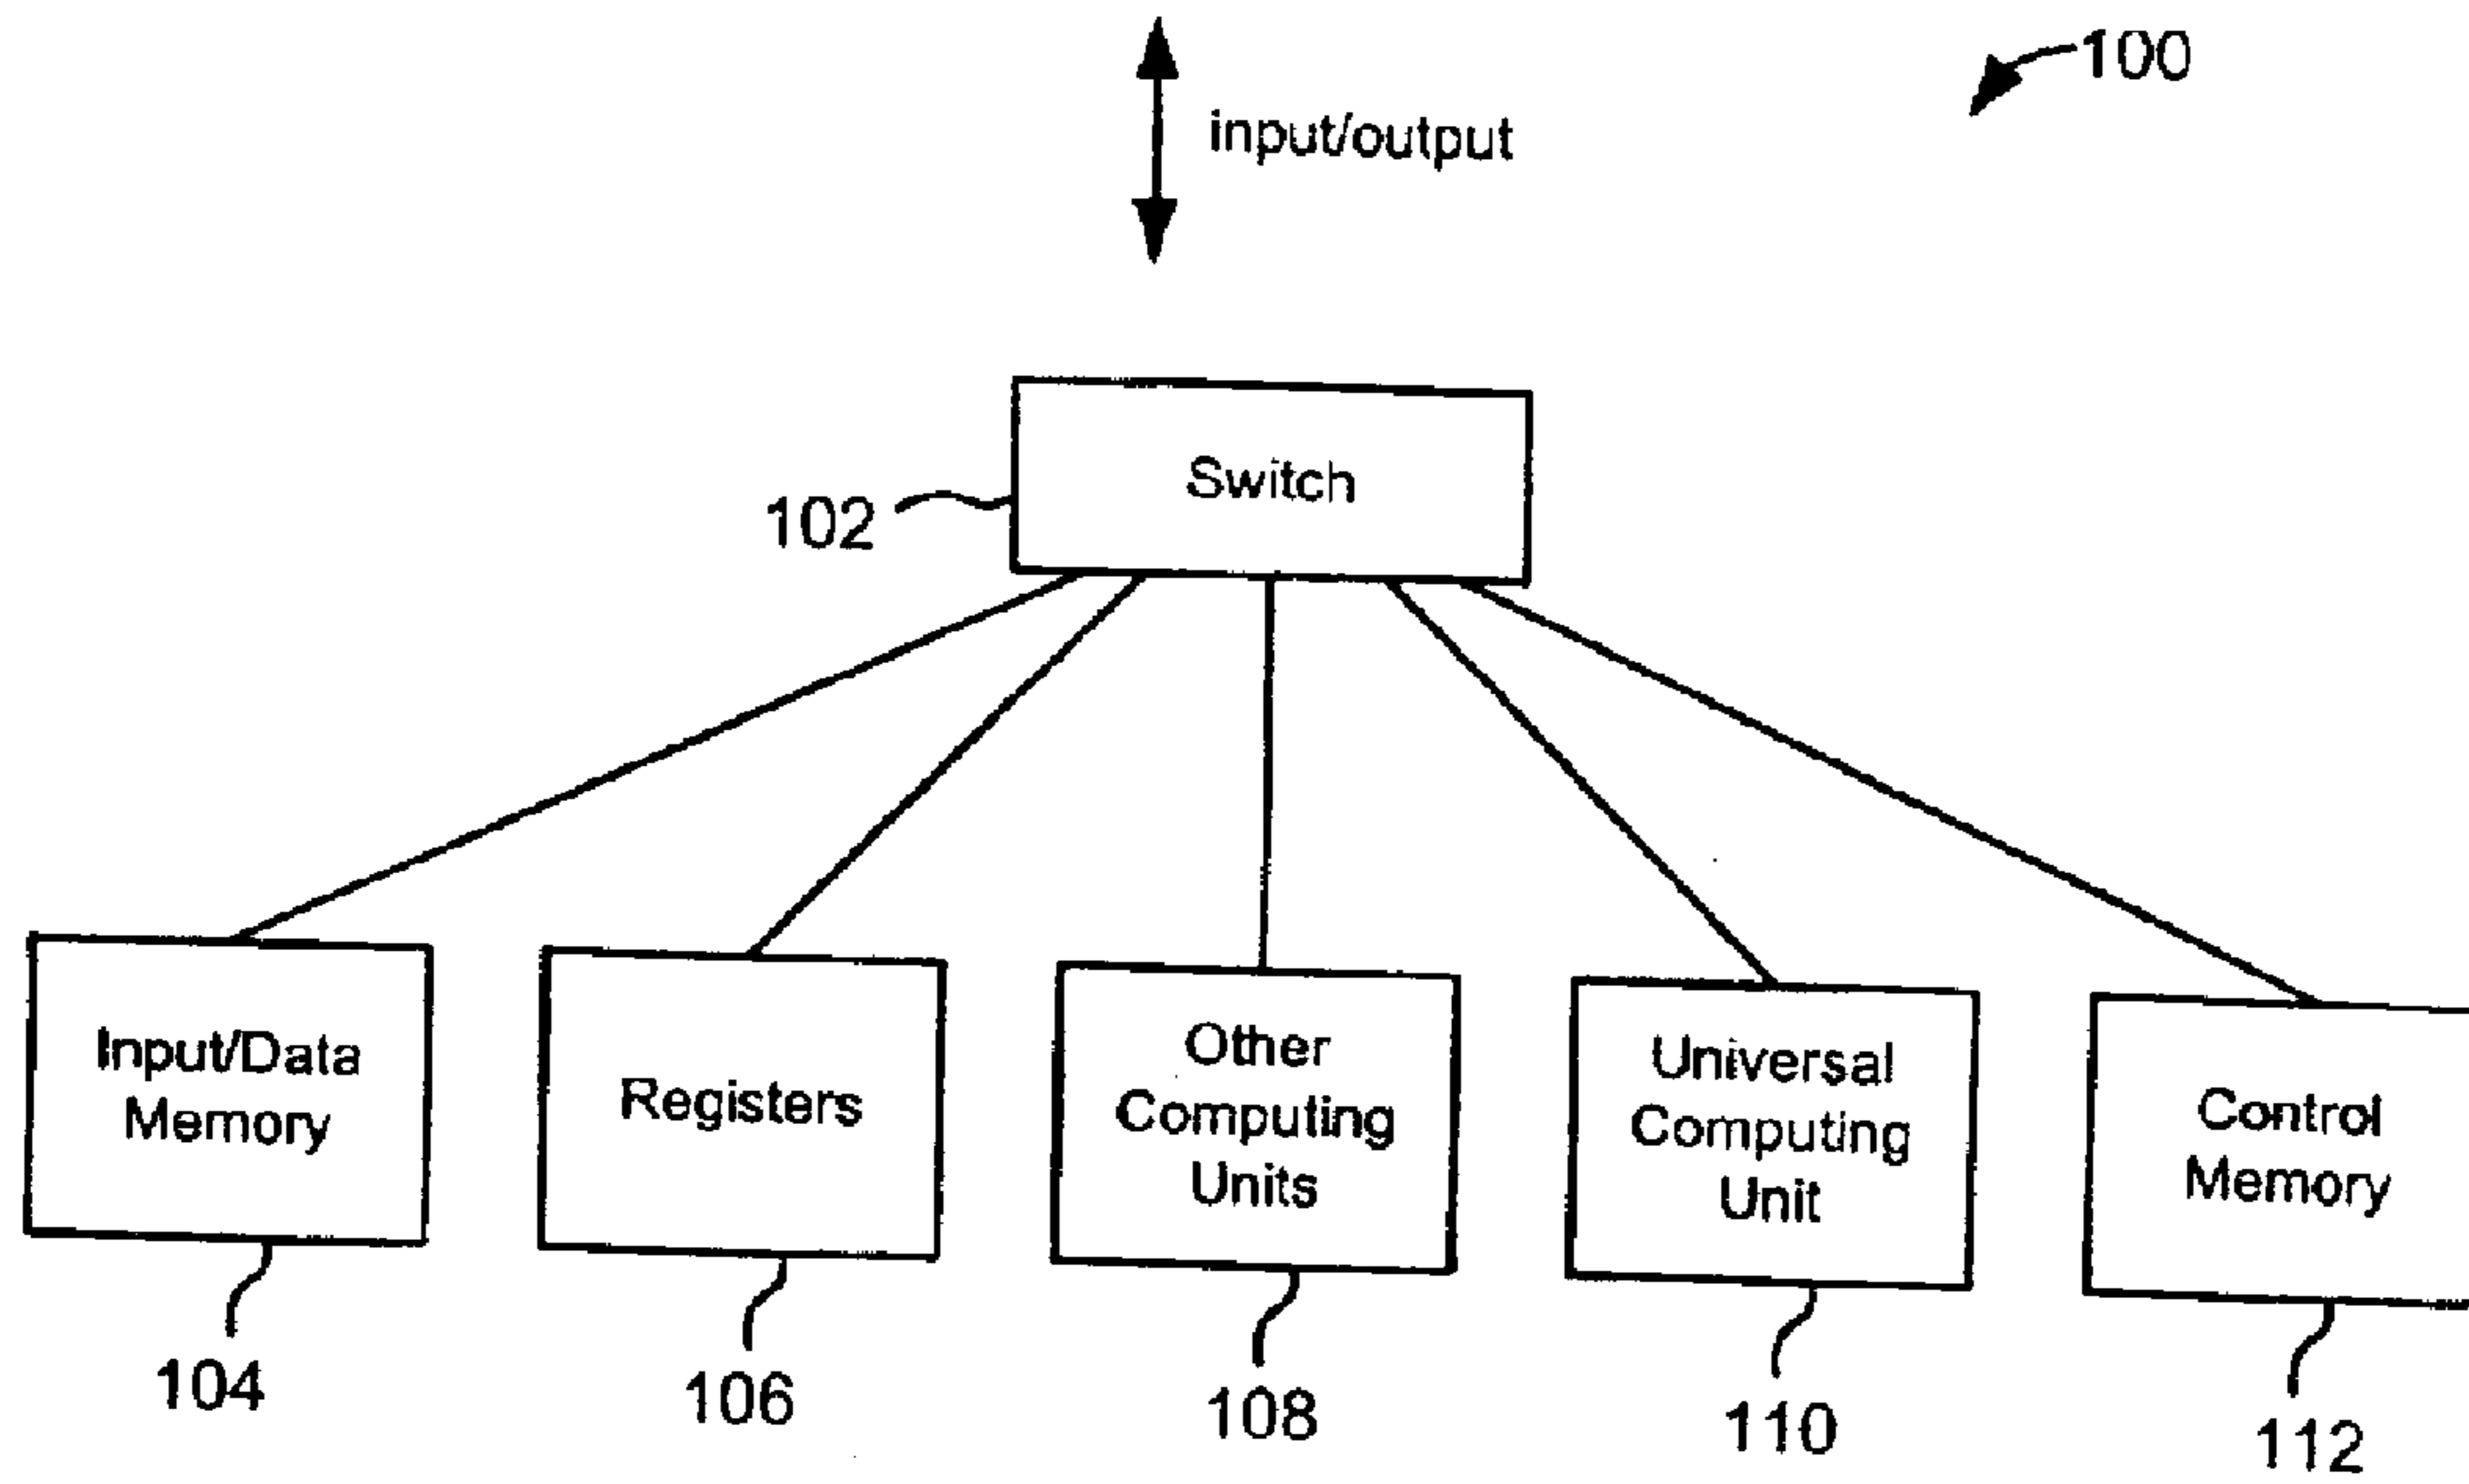 100
input/output
Switch
102
Input/Data
Memory
Registers
Other
Computing
Units
Universal
Computing
Unit
Control
Memory
104
106
108
110
112